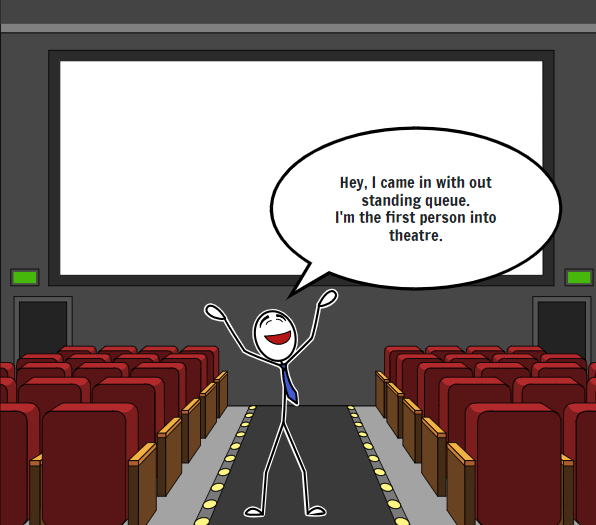 Hey, I came in with out
standing queue.
I'm the first person into
theatre.